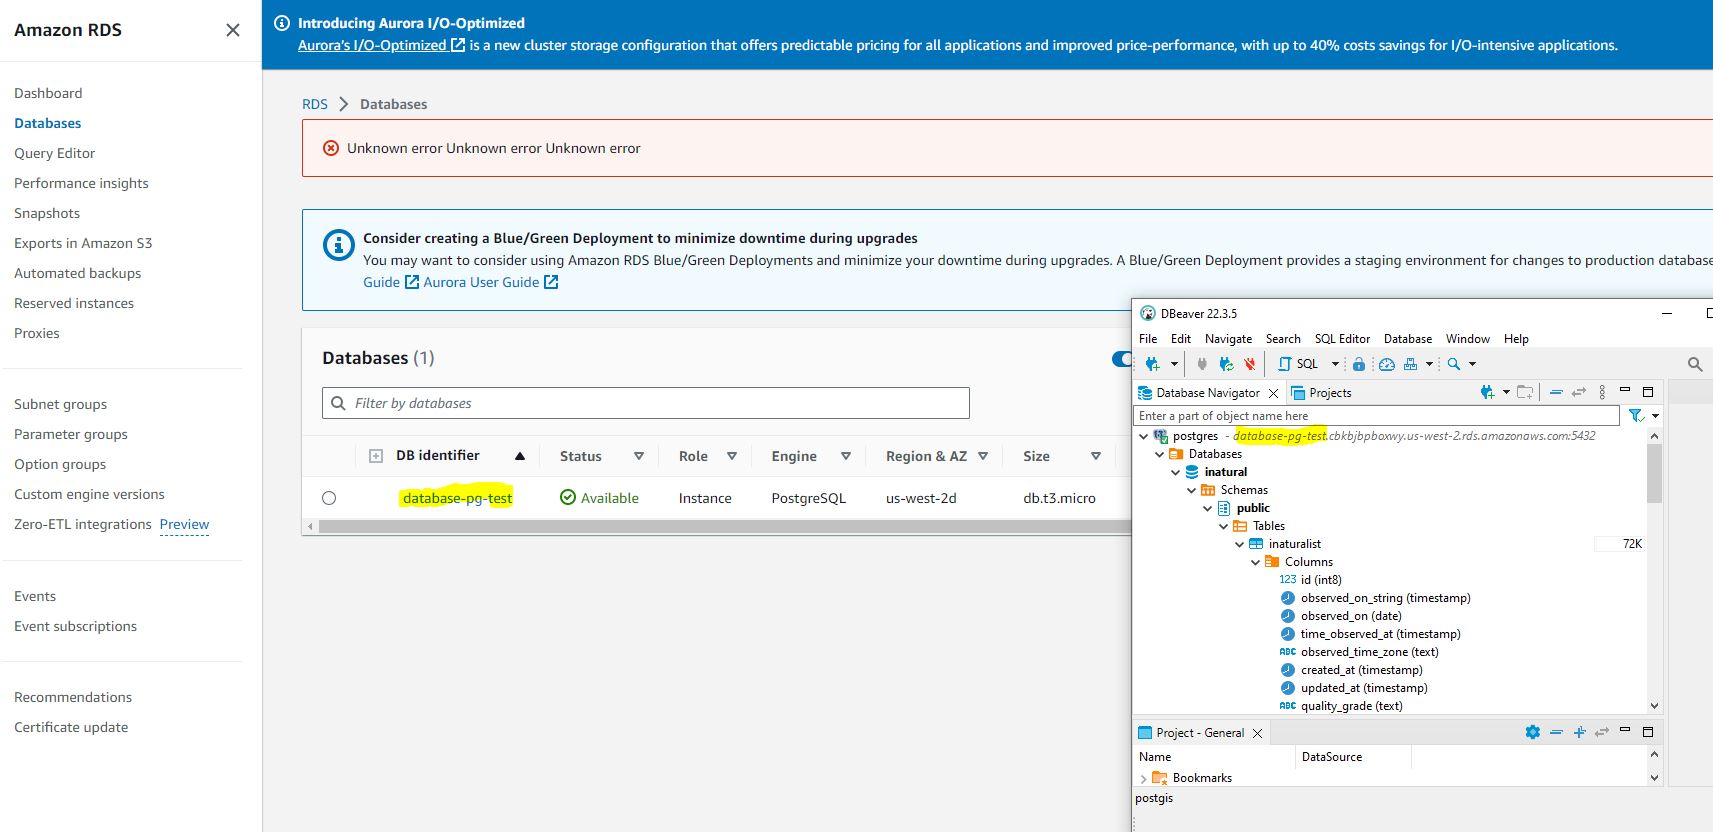 Amazon RDS
Dashboard
Databases
Query Editor
Performance insights
Snapshots
Exports in Amazon S3
Automated backups
Reserved instances
Proxies
Subnet groups
Parameter groups
Option groups
Custom engine versions
Zero-ETL integrations Preview
Events
Event subscriptions
Recommendations
Certificate update
Introducing Aurora I/O-Optimized
Aurora's I/O-Optimized is a new cluster storage configuration that offers predictable pricing for all applications and improved price-performance, with up to 40% costs savings for I/O-intensive applications.
RDS > Databases
Unknown error Unknown error Unknown error
Consider creating a Blue/Green Deployment to minimize downtime during upgrades
You may want to consider using Amazon RDS Blue/Green Deployments and minimize your downtime during upgrades. A Blue/Green Deployment provides a staging environment for changes to production database
Guide Aurora User Guide
Databases (1)
Filter by databases
DB identifier Status Role Engine Region & AZ Size
database-pg-test Available Instance PostgreSQL us-west-2d db.t3.micro
DBeaver 22.3.5
File Edit Navigate Search SQL Editor Database Window Help
SQL
Database Navigator Projects
Enter a part of object name here
postgres - database-pg-test.cbkbjbpboxwy.us-west-2.rds.amazonaws.com:5432
Databases
inatural
Schemas
public
Tables
inaturalist 72K
Columns
123 id (int8)
observed_on_string (timestamp)
observed_on (date)
time_observed_at (timestamp)
ABC observed_time_zone (text)
created_at (timestamp)
updated_at (timestamp)
ABC quality_grade (text)
Project - General
Name DataSource
Bookmarks
postgis